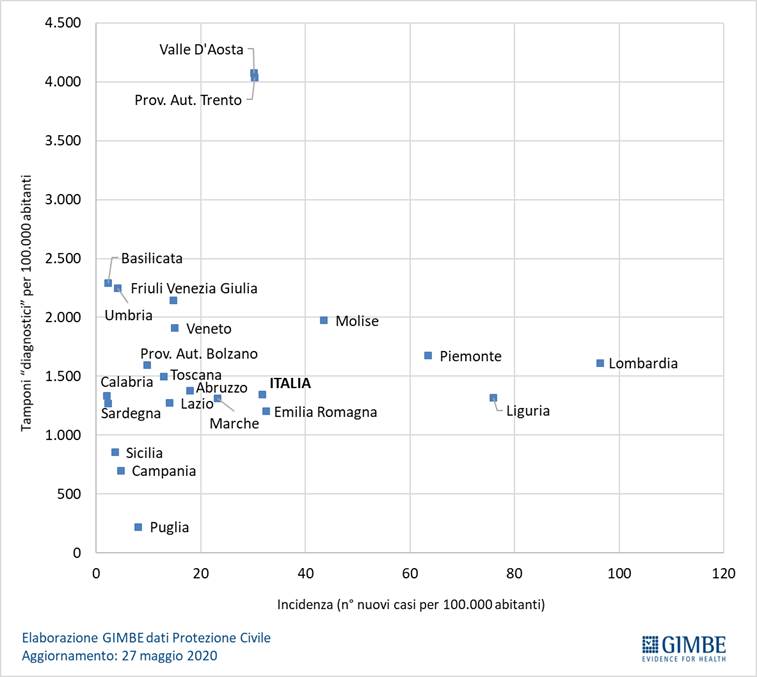 4.500
4.000
3.500
3.000
2.500
2.000
1.500
1.000
500
0
Tamponi “diagnostici” per 100.000 abitanti
Valle D'Aosta
Prov. Aut. Trento
Basilicata
Friuli Venezia Giulia
Umbria
Veneto
Molise
Prov. Aut. Bolzano
Piemonte
Lombardia
Toscana
Calabria
Abruzzo
ITALIA
Sardegna
Lazio
Emilia Romagna
Liguria
Marche
Sicilia
Campania
Puglia
0 20 40 60 80 100 120
Incidenza (n° nuovi casi per 100.000 abitanti)
Elaborazione GIMBE dati Protezione Civile
Aggiornamento: 27 maggio 2020
GIMBE
EVIDENCE FOR HEALTH